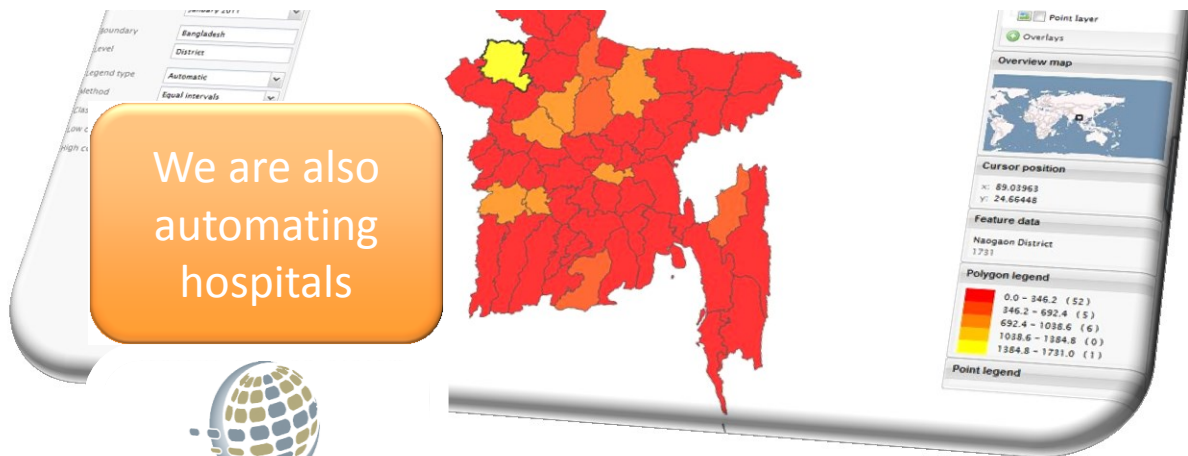 January 2011
Boundary
Bangladesh
Level
District
Legend type
Automatic
Method
Equal intervals
We are also
automating
hospitals
Point layer
Overlays
Overview map
Cursor position
x: 89.03963
y: 24.66448
Feature data
Naogaon District
1731
Polygon legend
0.0 - 346.2 (52)
346.2 - 692.4 (5)
692.4 - 1038.6 (6)
1038.6 - 1384.8 (0)
1384.8 - 1731.0 (1)
Point legend